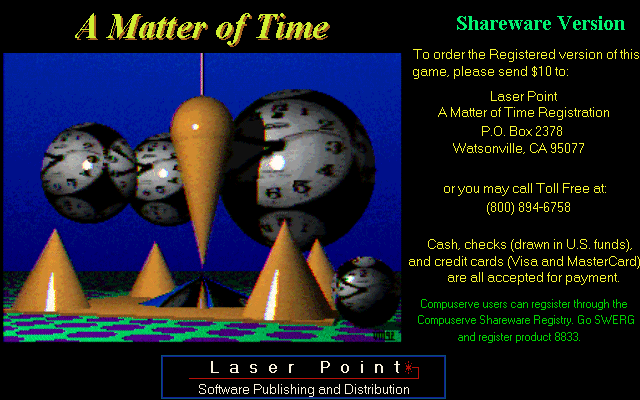 A Matter of Time
Shareware Version
To order the Registered version of this
game, please send $10 to:
Laser Point
A Matter of Time Registration
P.O. Box 2378
Watsonville, CA 95077
or you may call Toll Free at:
(800) 894-6758
Cash, checks (drawn in U.S. funds),
and credit cards (Visa and MasterCard)
are all accepted for payment.
Compuserve users can regsister through the
Compuserve Shareware Registry. Go SWERG
and register product 8833.
Laser Point
Software Publishing and Distribution